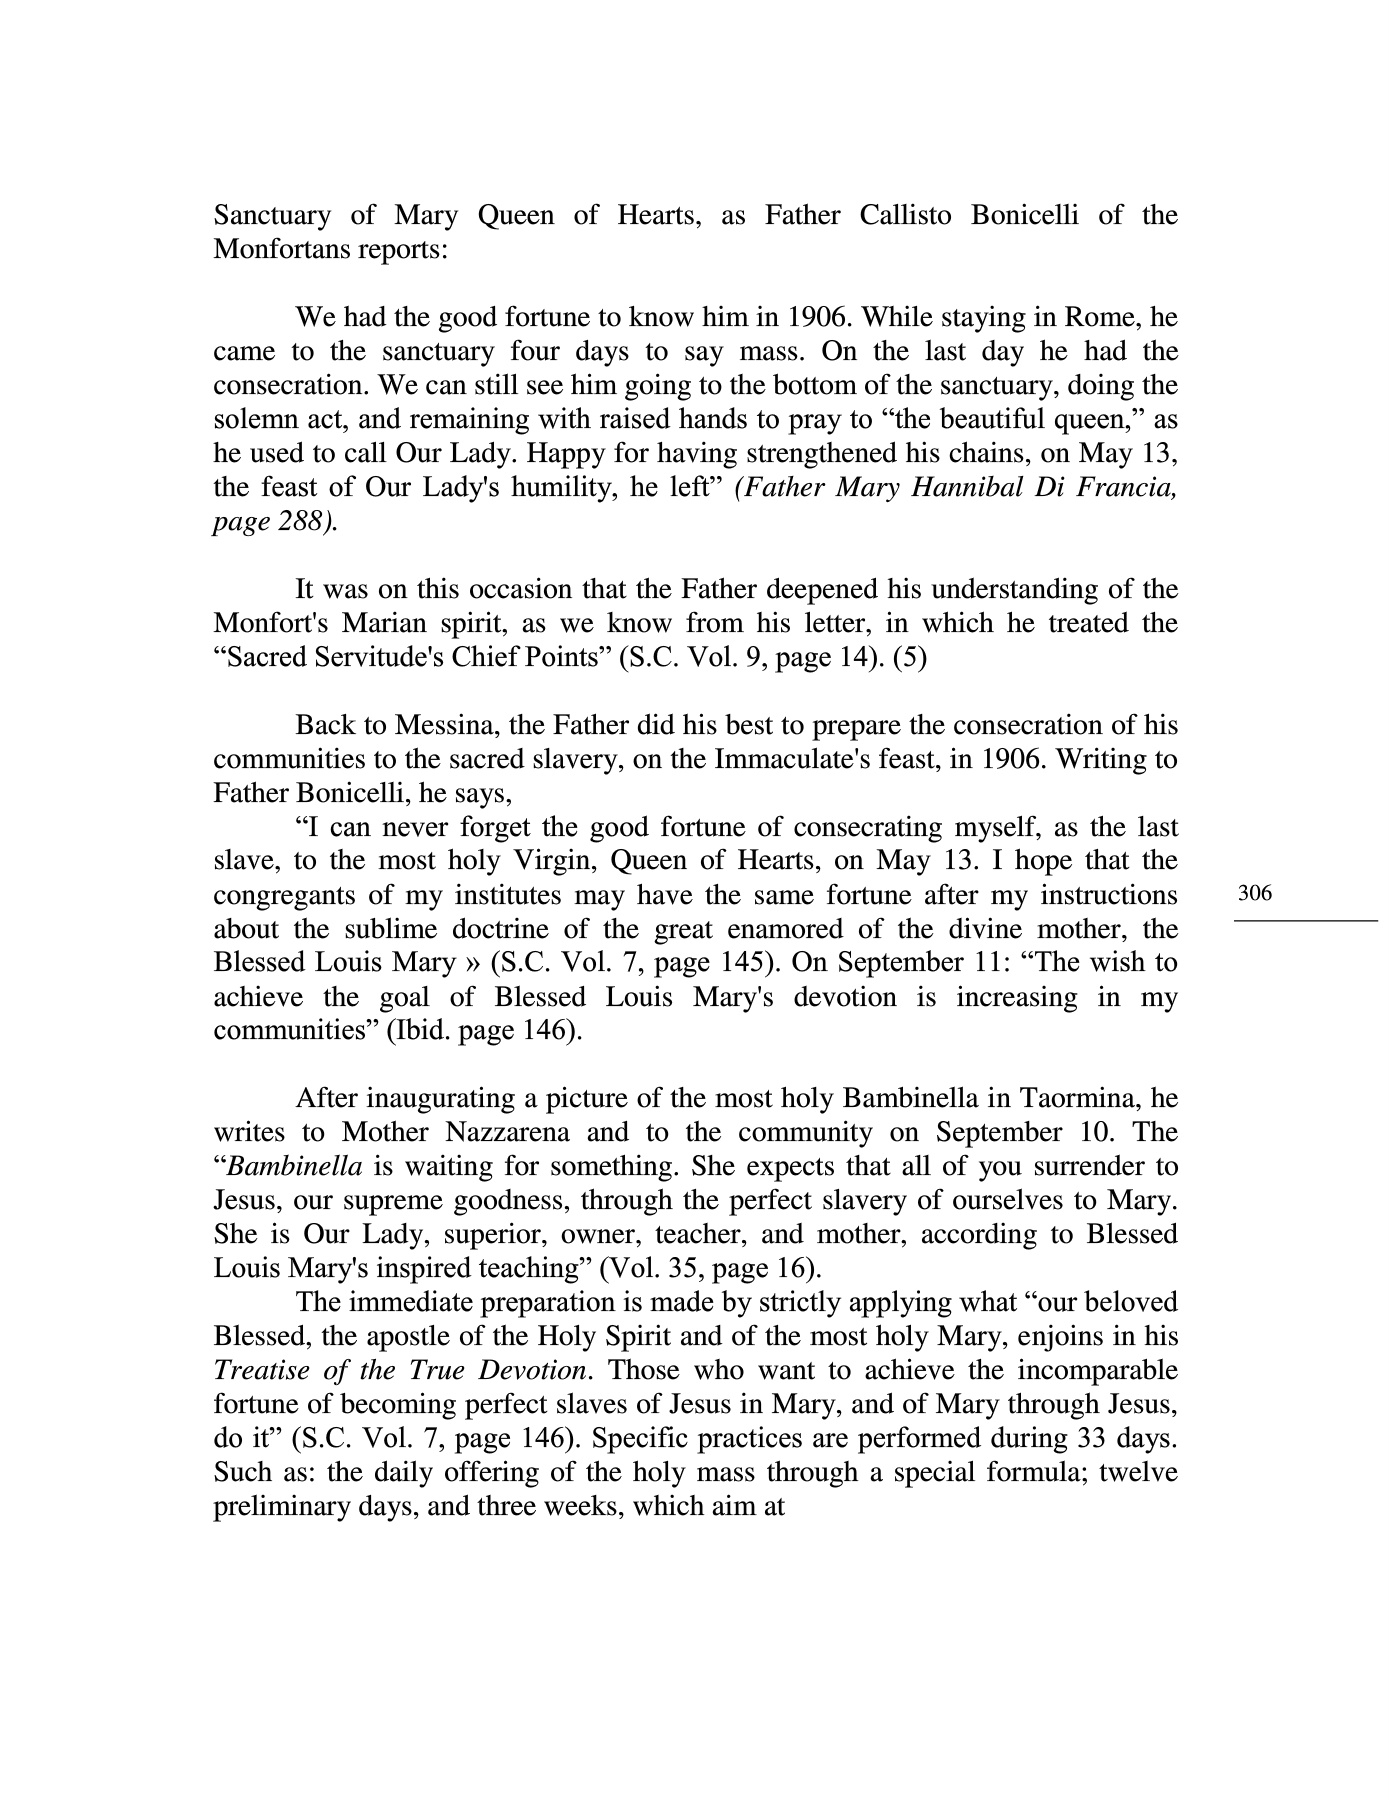 Sanctuary of Mary Queen of Hearts, as Father Callisto Bonicelli of the
Monfortans reports:
We had the good fortune to know him in 1906. While staying in Rome, he
came to the sanctuary four days to say mass. On the last day he had the
consecration. We can still see him going to the bottom of the sanctuary, doing the
solemn act, and remaining with raised hands to pray to “the beautiful queen,” as
he used to call Our Lady. Happy for having strengthened his chains, on May 13,
the feast of Our Lady's humility, he left” (Father Mary Hannibal Di Francia,
page 288).
It was on this occasion that the Father deepened his understanding of the
Monfort's Marian spirit, as we know from his letter, in which he treated the
“Sacred Servitude's Chief Points” (S.C. Vol. 9, page 14). (5)
Back to Messina, the Father did his best to prepare the consecration of his
communities to the sacred slavery, on the Immaculate's feast, in 1906. Writing to
Father Bonicelli, he says,
“I can never forget the good fortune of consecrating myself, as the last
slave, to the most holy Virgin, Queen of Hearts, on May 13. I hope that the
congregants of my institutes may have the same fortune after my instructions
about the sublime doctrine of the great enamored of the divine mother, the
Blessed Louis Mary » (S.C. Vol. 7, page 145). On September 11: “The wish to
achieve the goal of Blessed Louis Mary's devotion is increasing in my
communities” (Ibid. page 146).
306
After inaugurating a picture of the most holy Bambinella in Taormina, he
writes to Mother Nazzarena and to the community on September 10. The
“Bambinella is waiting for something. She expects that all of you surrender to
Jesus, our supreme goodness, through the perfect slavery of ourselves to Mary.
She is Our Lady, superior, owner, teacher, and mother, according to Blessed
Louis Mary's inspired teaching” (Vol. 35, page 16).
The immediate preparation is made by strictly applying what “our beloved
Blessed, the apostle of the Holy Spirit and of the most holy Mary, enjoins in his
Treatise of the True Devotion. Those who want to achieve the incomparable
fortune of becoming perfect slaves of Jesus in Mary, and of Mary through Jesus,
do it” (S.C. Vol. 7, page 146). Specific practices are performed during 33 days.
Such as: the daily offering of the holy mass through a special formula; twelve
preliminary days, and three weeks, which aim at